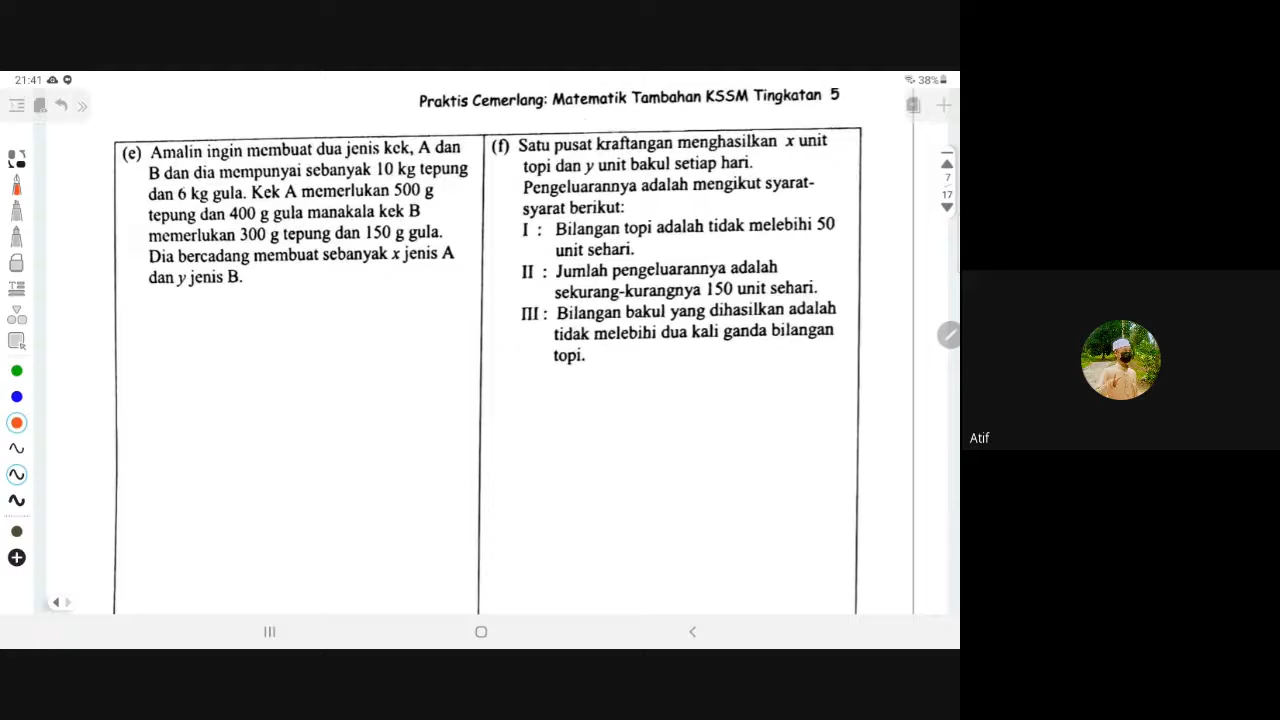 21:41
38%
Praktis Cemerlang: Matematik Tambahan KSSM Tingkatan 5
(e) Amalin ingin membuat dua jenis kek, A dan
B dan dia mempunyai sebanyak 10 kg tepung
dan 6 kg gula. Kek A memerlukan 500 g
tepung dan 400 g gula manakala kek B
memerlukan 300 g tepung dan 150 g gula.
Dia bercadang membuat sebanyak x jenis A
dan y jenis B.
(f) Satu pusat kraftangan menghasilkan x unit
topi dan y unit bakul setiap hari.
Pengeluarannya adalah mengikut syarat-
syarat berikut:
I : Bilangan topi adalah tidak melebihi 50
unit sehari.
II : Jumlah pengeluarannya adalah
sekurang-kurangnya 150 unit sehari.
III : Bilangan bakul yang dihasilkan adalah
tidak melebihi dua kali ganda bilangan
topi.
7
17
Atif